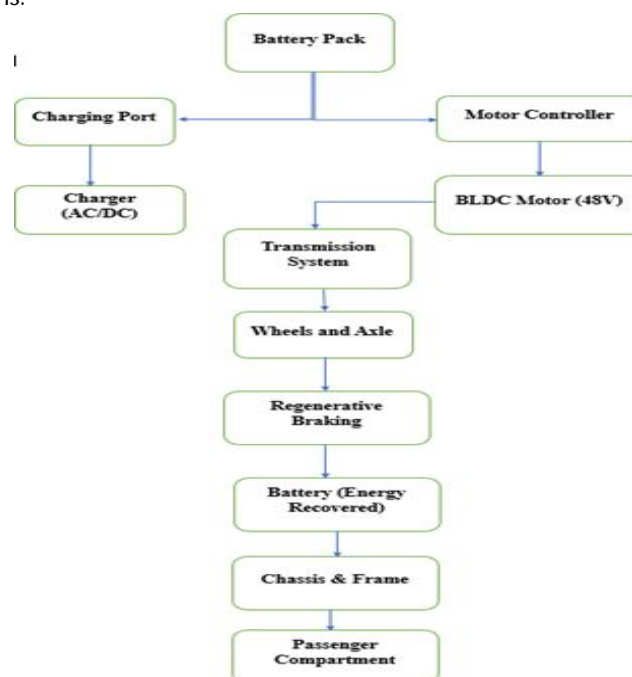 is.
Battery Pack
Charging Port
Motor Controller
Charger
(AC/DC)
BLDC Motor (48V)
Transmission
System
Wheels and Axle
Regenerative
Braking
Battery (Energy
Recovered)
Chassis & Frame
Passenger
Compartment